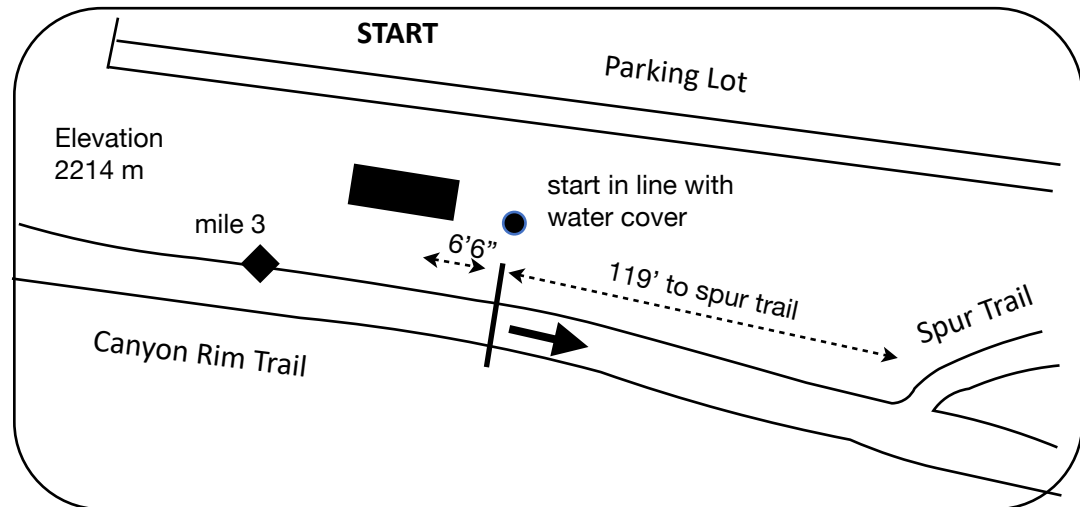 START
Parking Lot
Elevation
2214 m
start in line with
water cover
mile 3
6’6”
119’ to spur trail
Spur Trail
Canyon Rim Trail